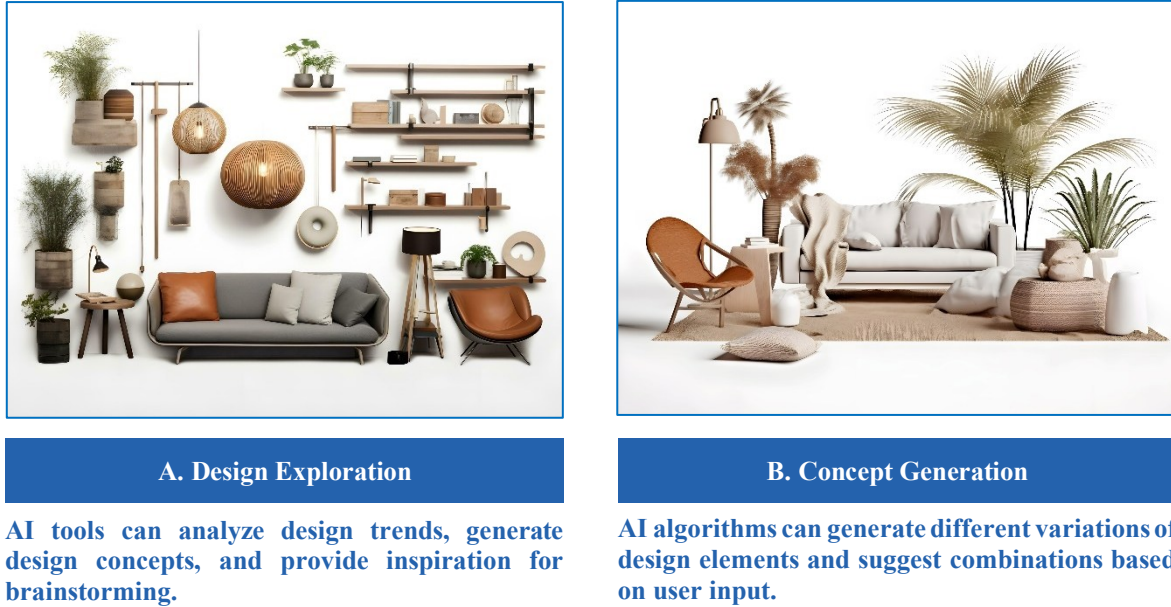 A. Design Exploration
AI tools can analyze design trends, generate
design concepts, and provide inspiration for
brainstorming.
B. Concept Generation
AI algorithms can generate different variations of
design elements and suggest combinations based
on user input.